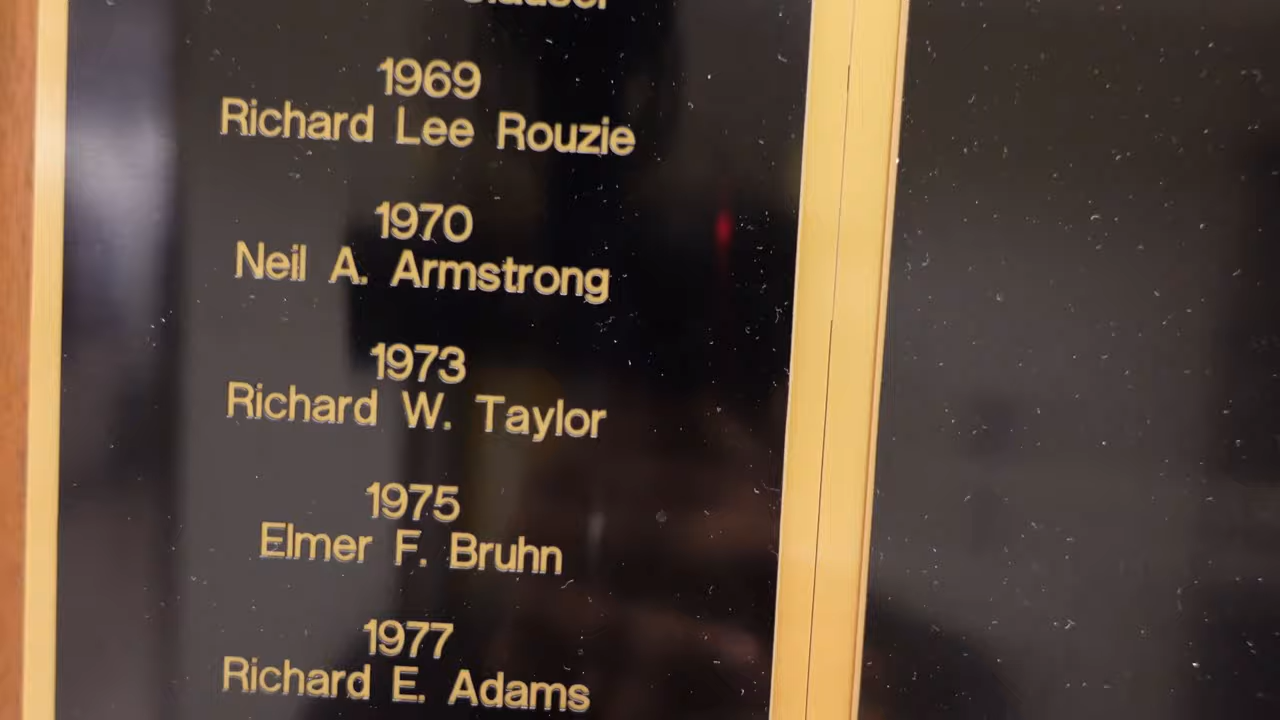 1969
Richard Lee Rouzie
1970
Neil A. Armstrong
1973
Richard W. Taylor
1975
Elmer F. Bruhn
1977
Richard E. Adams